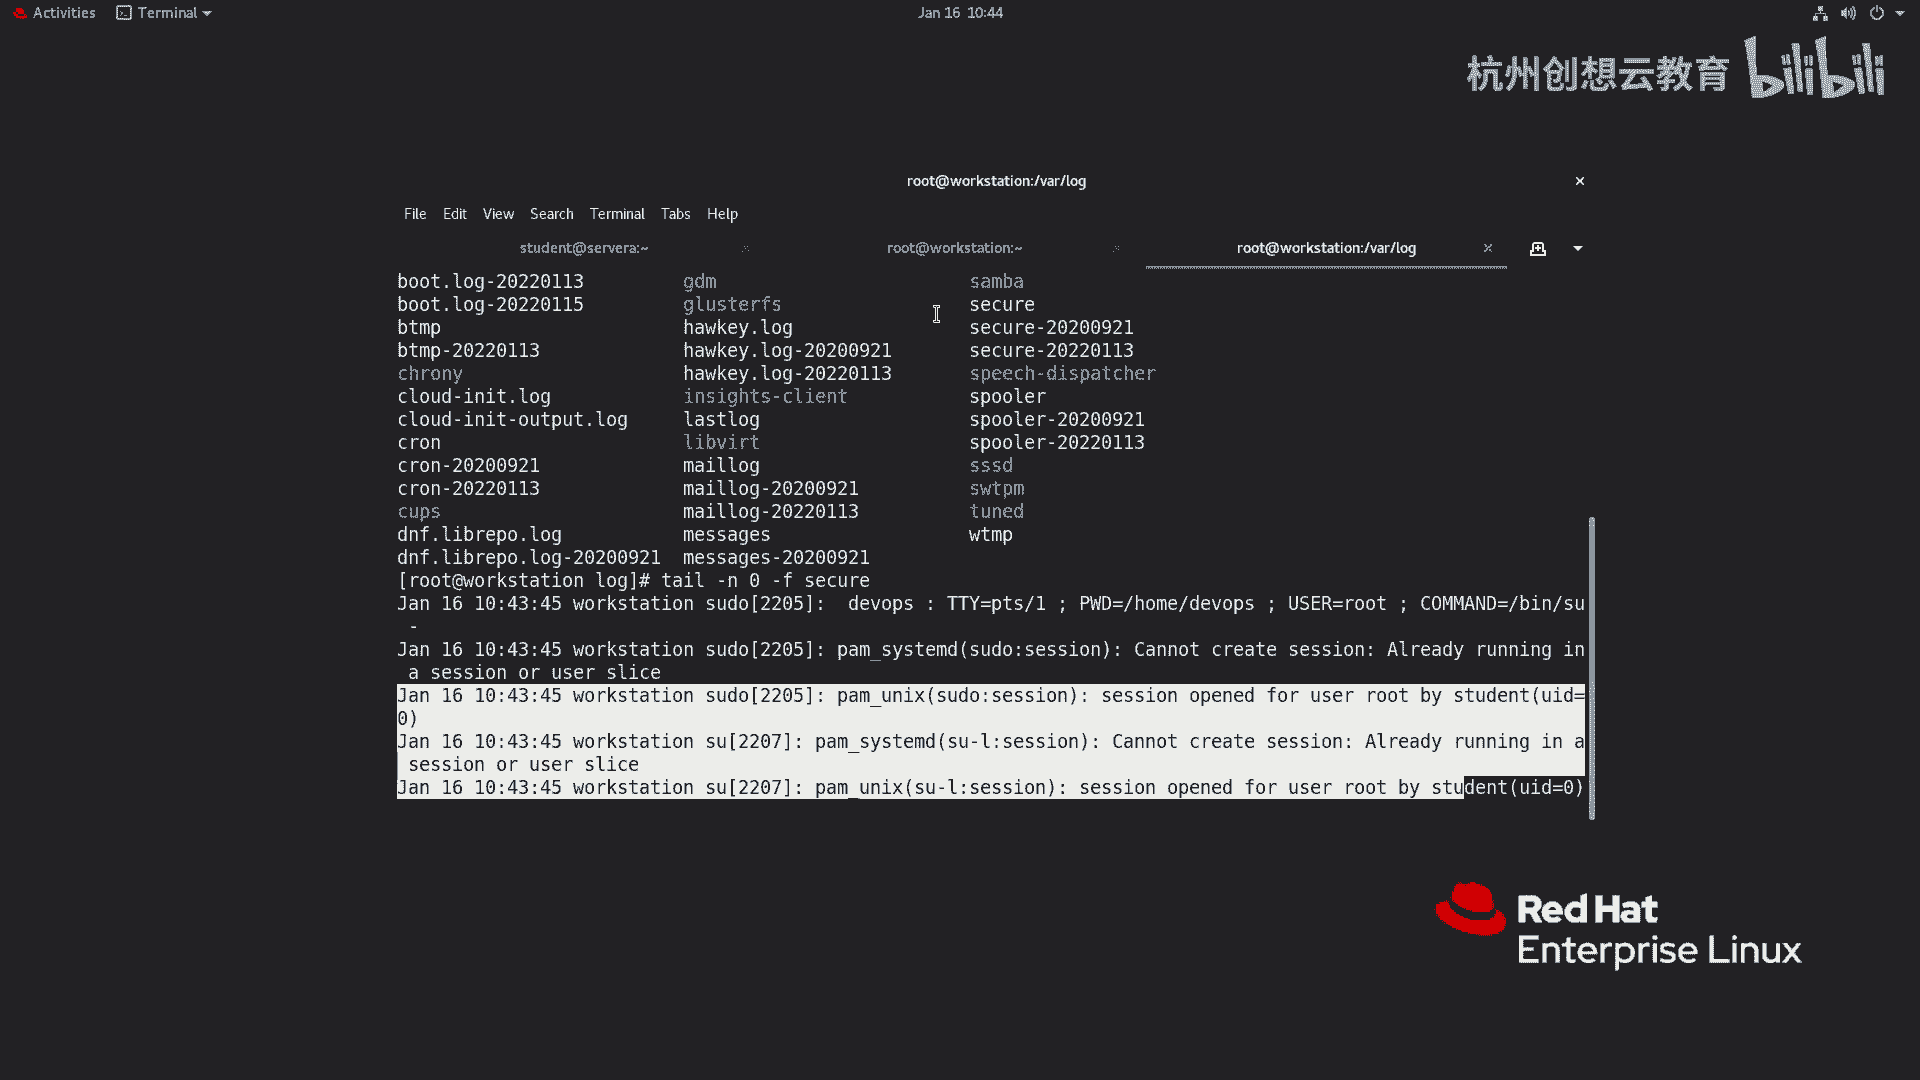 Activities Terminal Jan 16 10:44
杭州创想云教育 bilibili
root@workstation:/var/log
File Edit View Search Terminal Tabs Help
student@servera:~ root@workstation:~ root@workstation:/var/log
boot.log-20220113 gdm samba
boot.log-20220115 glusterfs secure
btmp hawkey.log secure-20200921
btmp-20220113 hawkey.log-20200921 secure-20220113
chrony hawkey.log-20220113 speech-dispatcher
cloud-init.log insights-client spooler
cloud-init-output.log lastlog spooler-20200921
cron libvirt spooler-20220113
cron-20200921 maillog sssd
cron-20220113 maillog-20200921 swtpm
cups maillog-20220113 tuned
dnf.librepo.log messages wtmp
dnf.librepo.log-20200921 messages-20200921
[root@workstation log]# tail -n 0 -f secure
Jan 16 10:43:45 workstation sudo[2205]:  devops : TTY=pts/1 ; PWD=/home/devops ; USER=root ; COMMAND=/bin/su
-
Jan 16 10:43:45 workstation sudo[2205]: pam_systemd(sudo:session): Cannot create session: Already running in
a session or user slice
Jan 16 10:43:45 workstation sudo[2205]: pam_unix(sudo:session): session opened for user root by student(uid=
0)
Jan 16 10:43:45 workstation su[2207]: pam_systemd(su-l:session): Cannot create session: Already running in a
session or user slice
Jan 16 10:43:45 workstation su[2207]: pam_unix(su-l:session): session opened for user root by student(uid=0)
Red Hat
Enterprise Linux